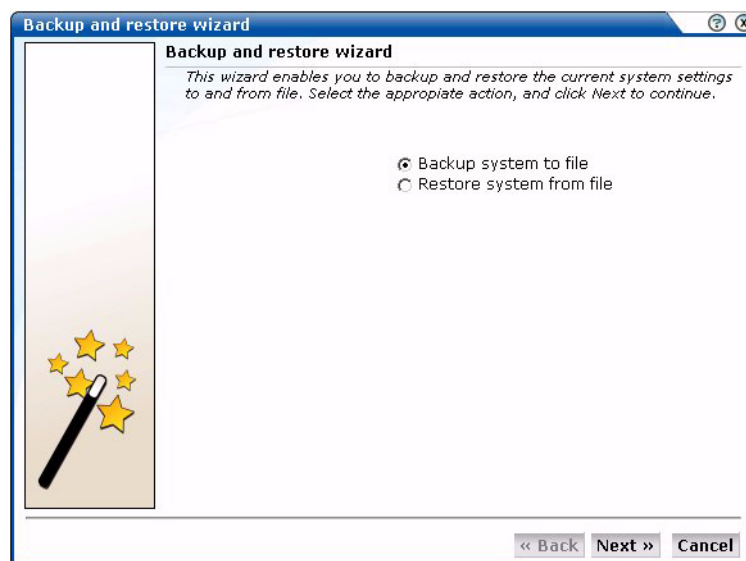 Backup and restore wizard
Backup and restore wizard
This wizard enables you to backup and restore the current system settings
to and from file. Select the appropiate action, and click Next to continue.
Backup system to file
Restore system from file
« Back Next » Cancel